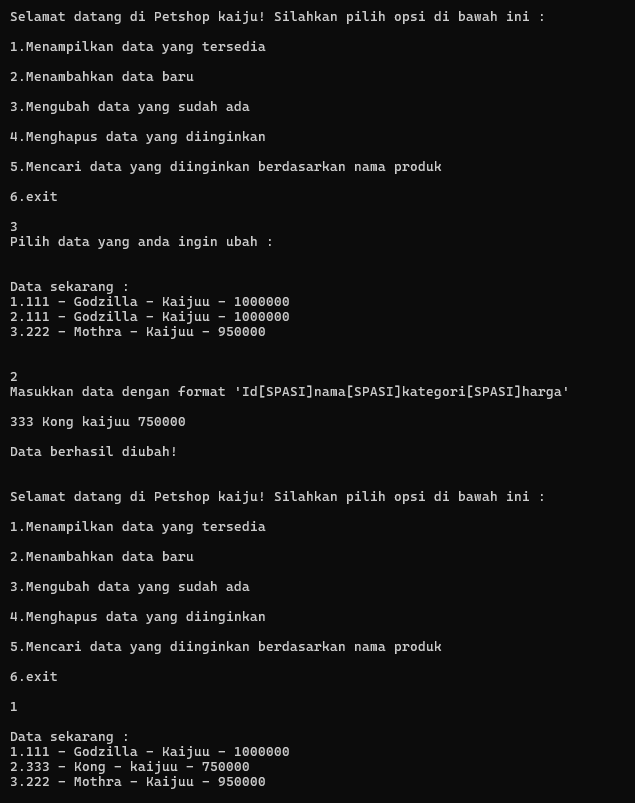 Selamat datang di Petshop kaiju! Silahkan pilih opsi di bawah ini :
1.Menampilkan data yang tersedia
2.Menambahkan data baru
3.Mengubah data yang sudah ada
4.Menghapus data yang diinginkan
5.Mencari data yang diinginkan berdasarkan nama produk
6.exit
3
Pilih data yang anda ingin ubah :
Data sekarang :
1.111 - Godzilla - Kaijuu - 1000000
2.111 - Godzilla - Kaijuu - 1000000
3.222 - Mothra - Kaijuu - 950000
2
Masukkan data dengan format 'Id[SPASI]nama[SPASI]kategori[SPASI]harga'
333 Kong kaijuu 750000
Data berhasil diubah!
Selamat datang di Petshop kaiju! Silahkan pilih opsi di bawah ini :
1.Menampilkan data yang tersedia
2.Menambahkan data baru
3.Mengubah data yang sudah ada
4.Menghapus data yang diinginkan
5.Mencari data yang diinginkan berdasarkan nama produk
6.exit
1
Data sekarang :
1.111 - Godzilla - Kaijuu - 1000000
2.333 - Kong - kaijuu - 750000
3.222 - Mothra - Kaijuu - 950000